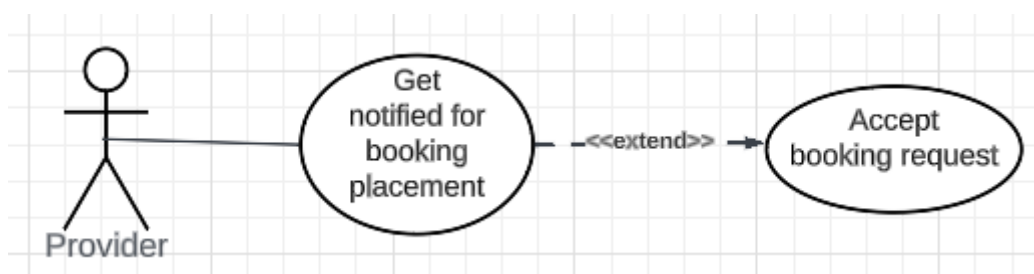 Get
notified for
booking
placement
<<extend>>
Accept
booking request
Provider